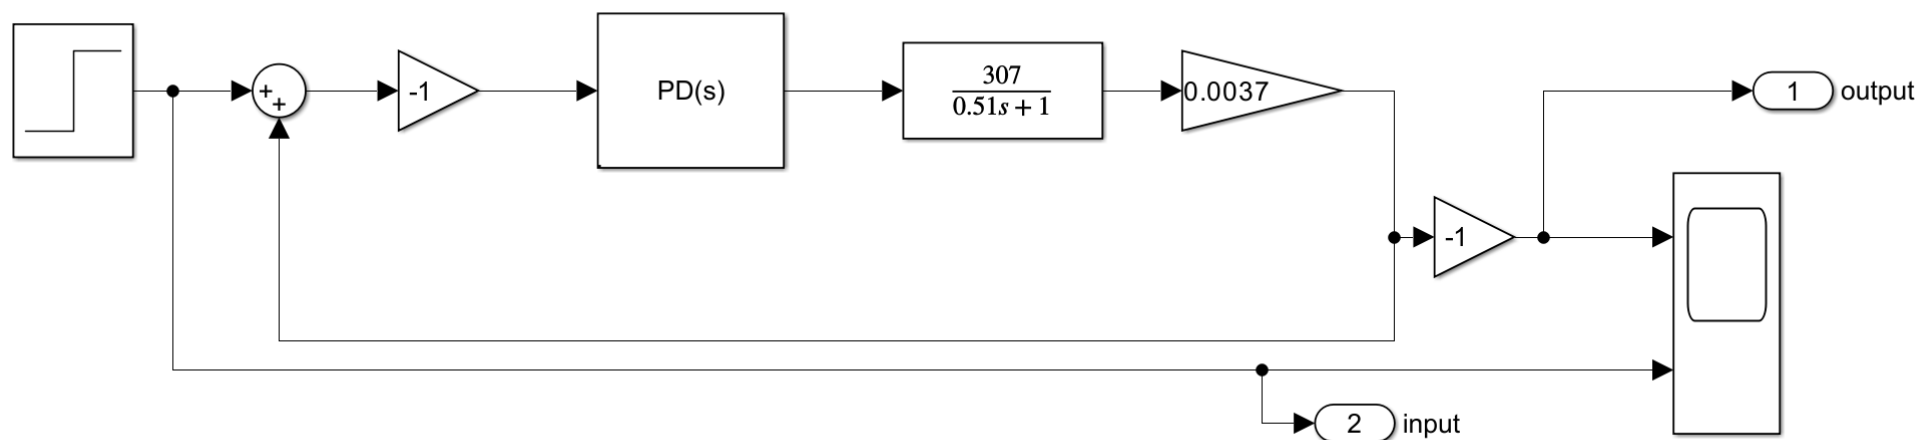 +
+
-1
PD(s)
307
0.51s + 1
0.0037
-1
1 output
2 input